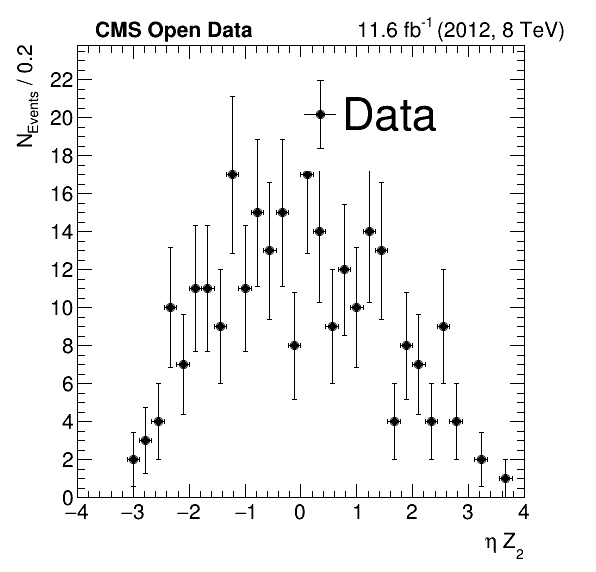 CMS Open Data 11.6 fb⁻¹ (2012, 8 TeV)
N_Events / 0.2
Data
22
20
18
16
14
12
10
8
6
4
2
0
−4 −3 −2 −1 0 1 2 3 4
η Z₂